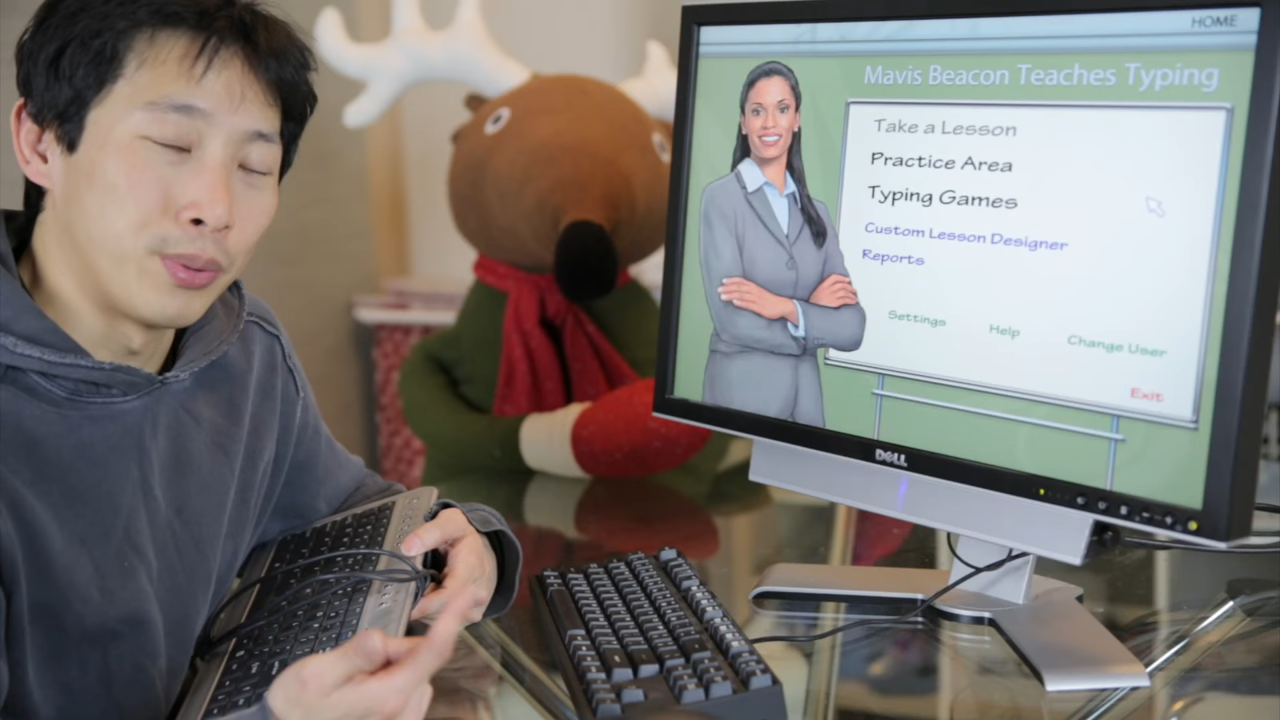 HOME
Mavis Beacon Teaches Typing
Take a Lesson
Practice Area
Typing Games
Custom Lesson Designer
Reports
Settings Help Change User
Exit
DELL